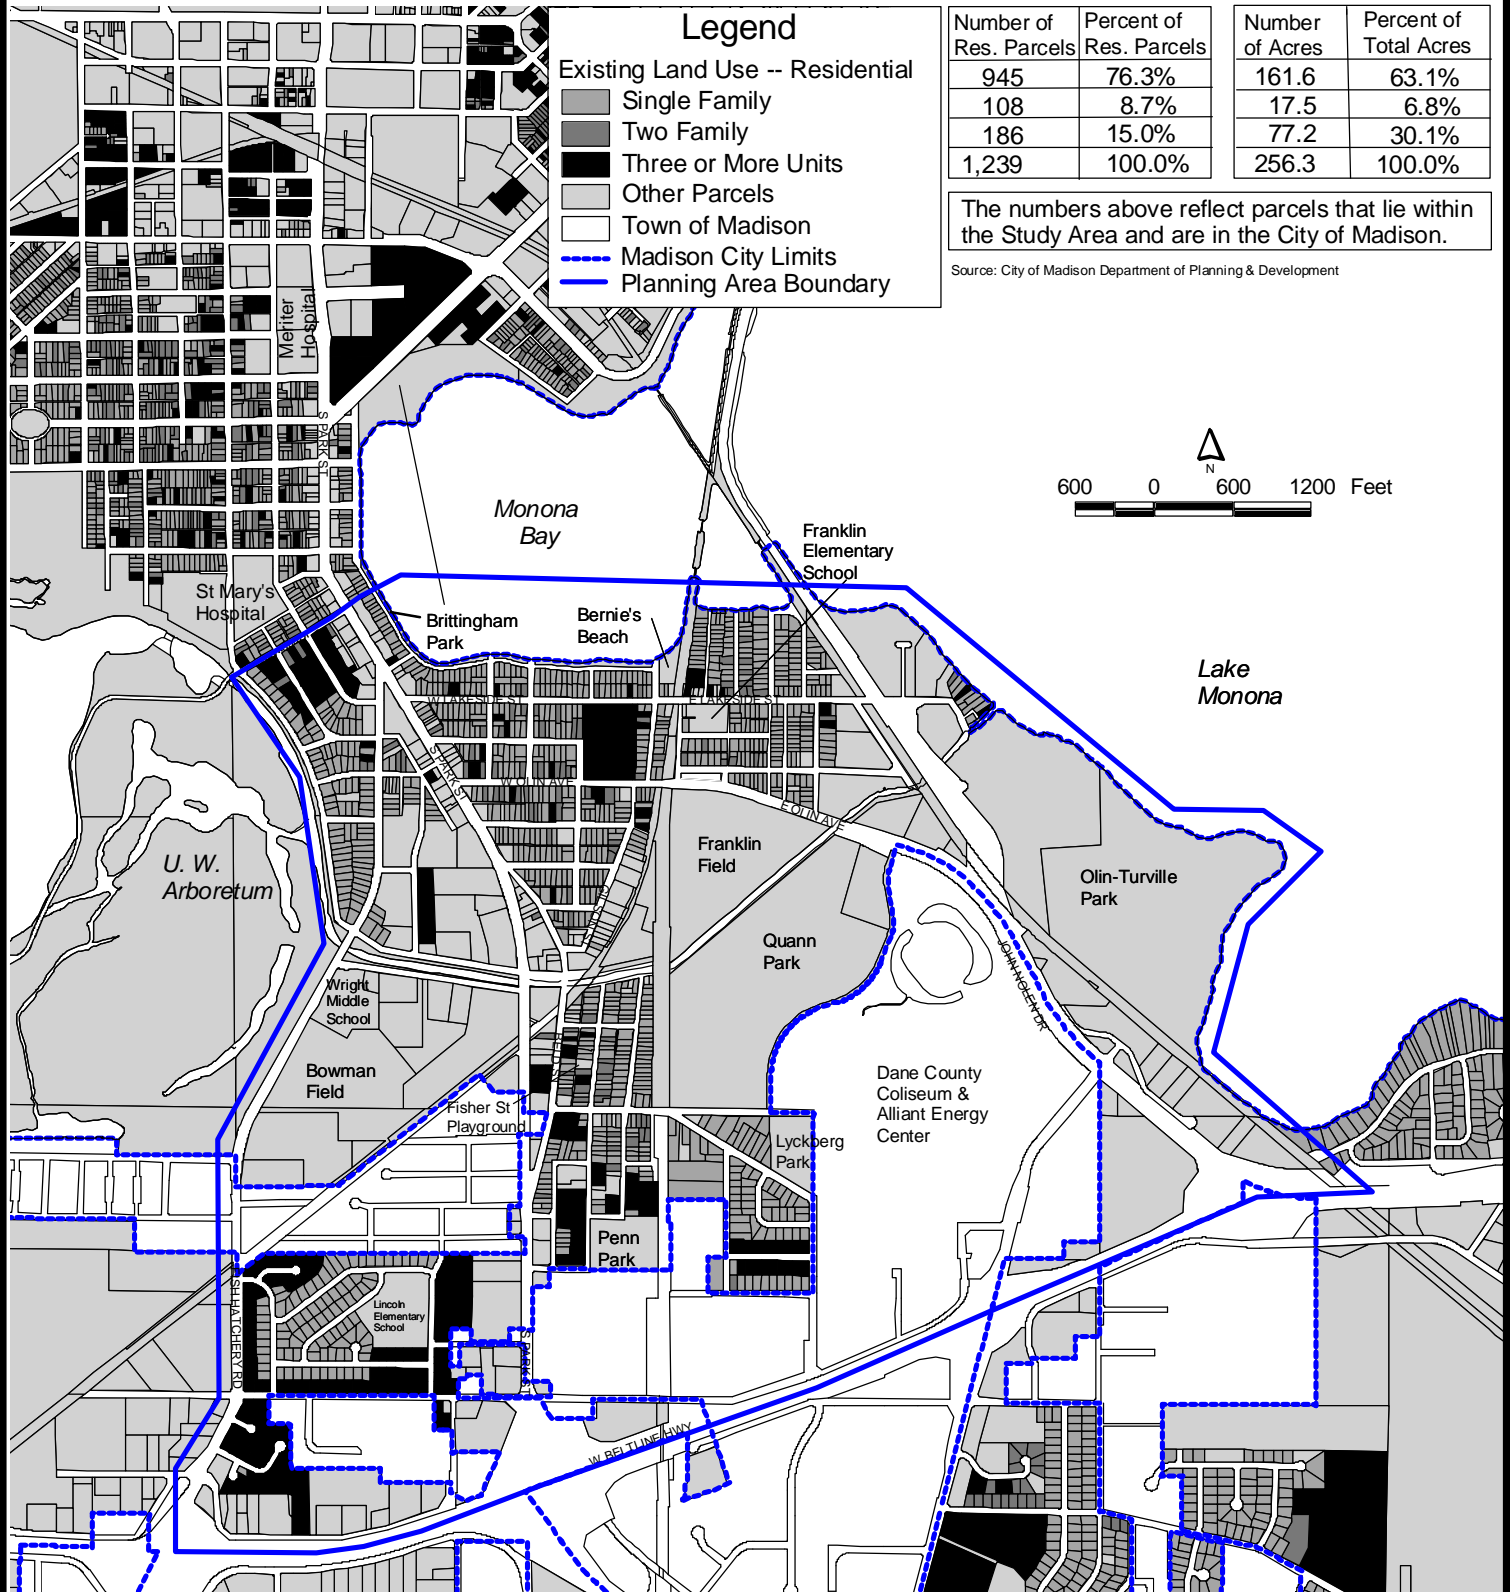 Legend
Existing Land Use -- Residential
Single Family
Two Family
Three or More Units
Other Parcels
Town of Madison
Madison City Limits
Planning Area Boundary
Number of Percent of
Res. Parcels Res. Parcels
945 76.3%
108 8.7%
186 15.0%
1,239 100.0%
Number Percent of
of Acres Total Acres
161.6 63.1%
17.5 6.8%
77.2 30.1%
256.3 100.0%
The numbers above reflect parcels that lie within
the Study Area and are in the City of Madison.
Source: City of Madison Department of Planning & Development
Meriter
Hospital
S PARK ST
N
600 0 600 1200 Feet
Monona
Bay
Franklin
Elementary
School
St Mary's
Hospital
Brittingham
Park
Bernie's
Beach
Lake
Monona
W LAKESIDE ST
E LAKESIDE ST
S PARK ST
W OLIN AVE
E OLIN AVE
U. W.
Arboretum
Franklin
Field
Olin-Turville
Park
Quann
Park
JOHN NOLEN DR
Wright
Middle
School
Bowman
Field
Dane County
Coliseum &
Alliant Energy
Center
Fisher St
Playground
Lyckberg
Park
Penn
Park
Lincoln
Elementary
School
S PARK ST
W BELTLINE HWY